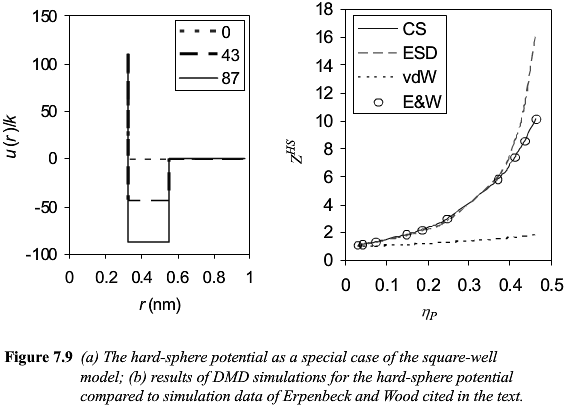 150
100
50
0
-50
-100
u (r)/k
0
43
87
0 0.2 0.4 0.6 0.8 1
r (nm)
18
16
14
12
10
8
6
4
2
0
Z^HS
CS
ESD
vdW
E&W
0 0.1 0.2 0.3 0.4 0.5
η_P
Figure 7.9 (a) The hard-sphere potential as a special case of the square-well
model; (b) results of DMD simulations for the hard-sphere potential
compared to simulation data of Erpenbeck and Wood cited in the text.